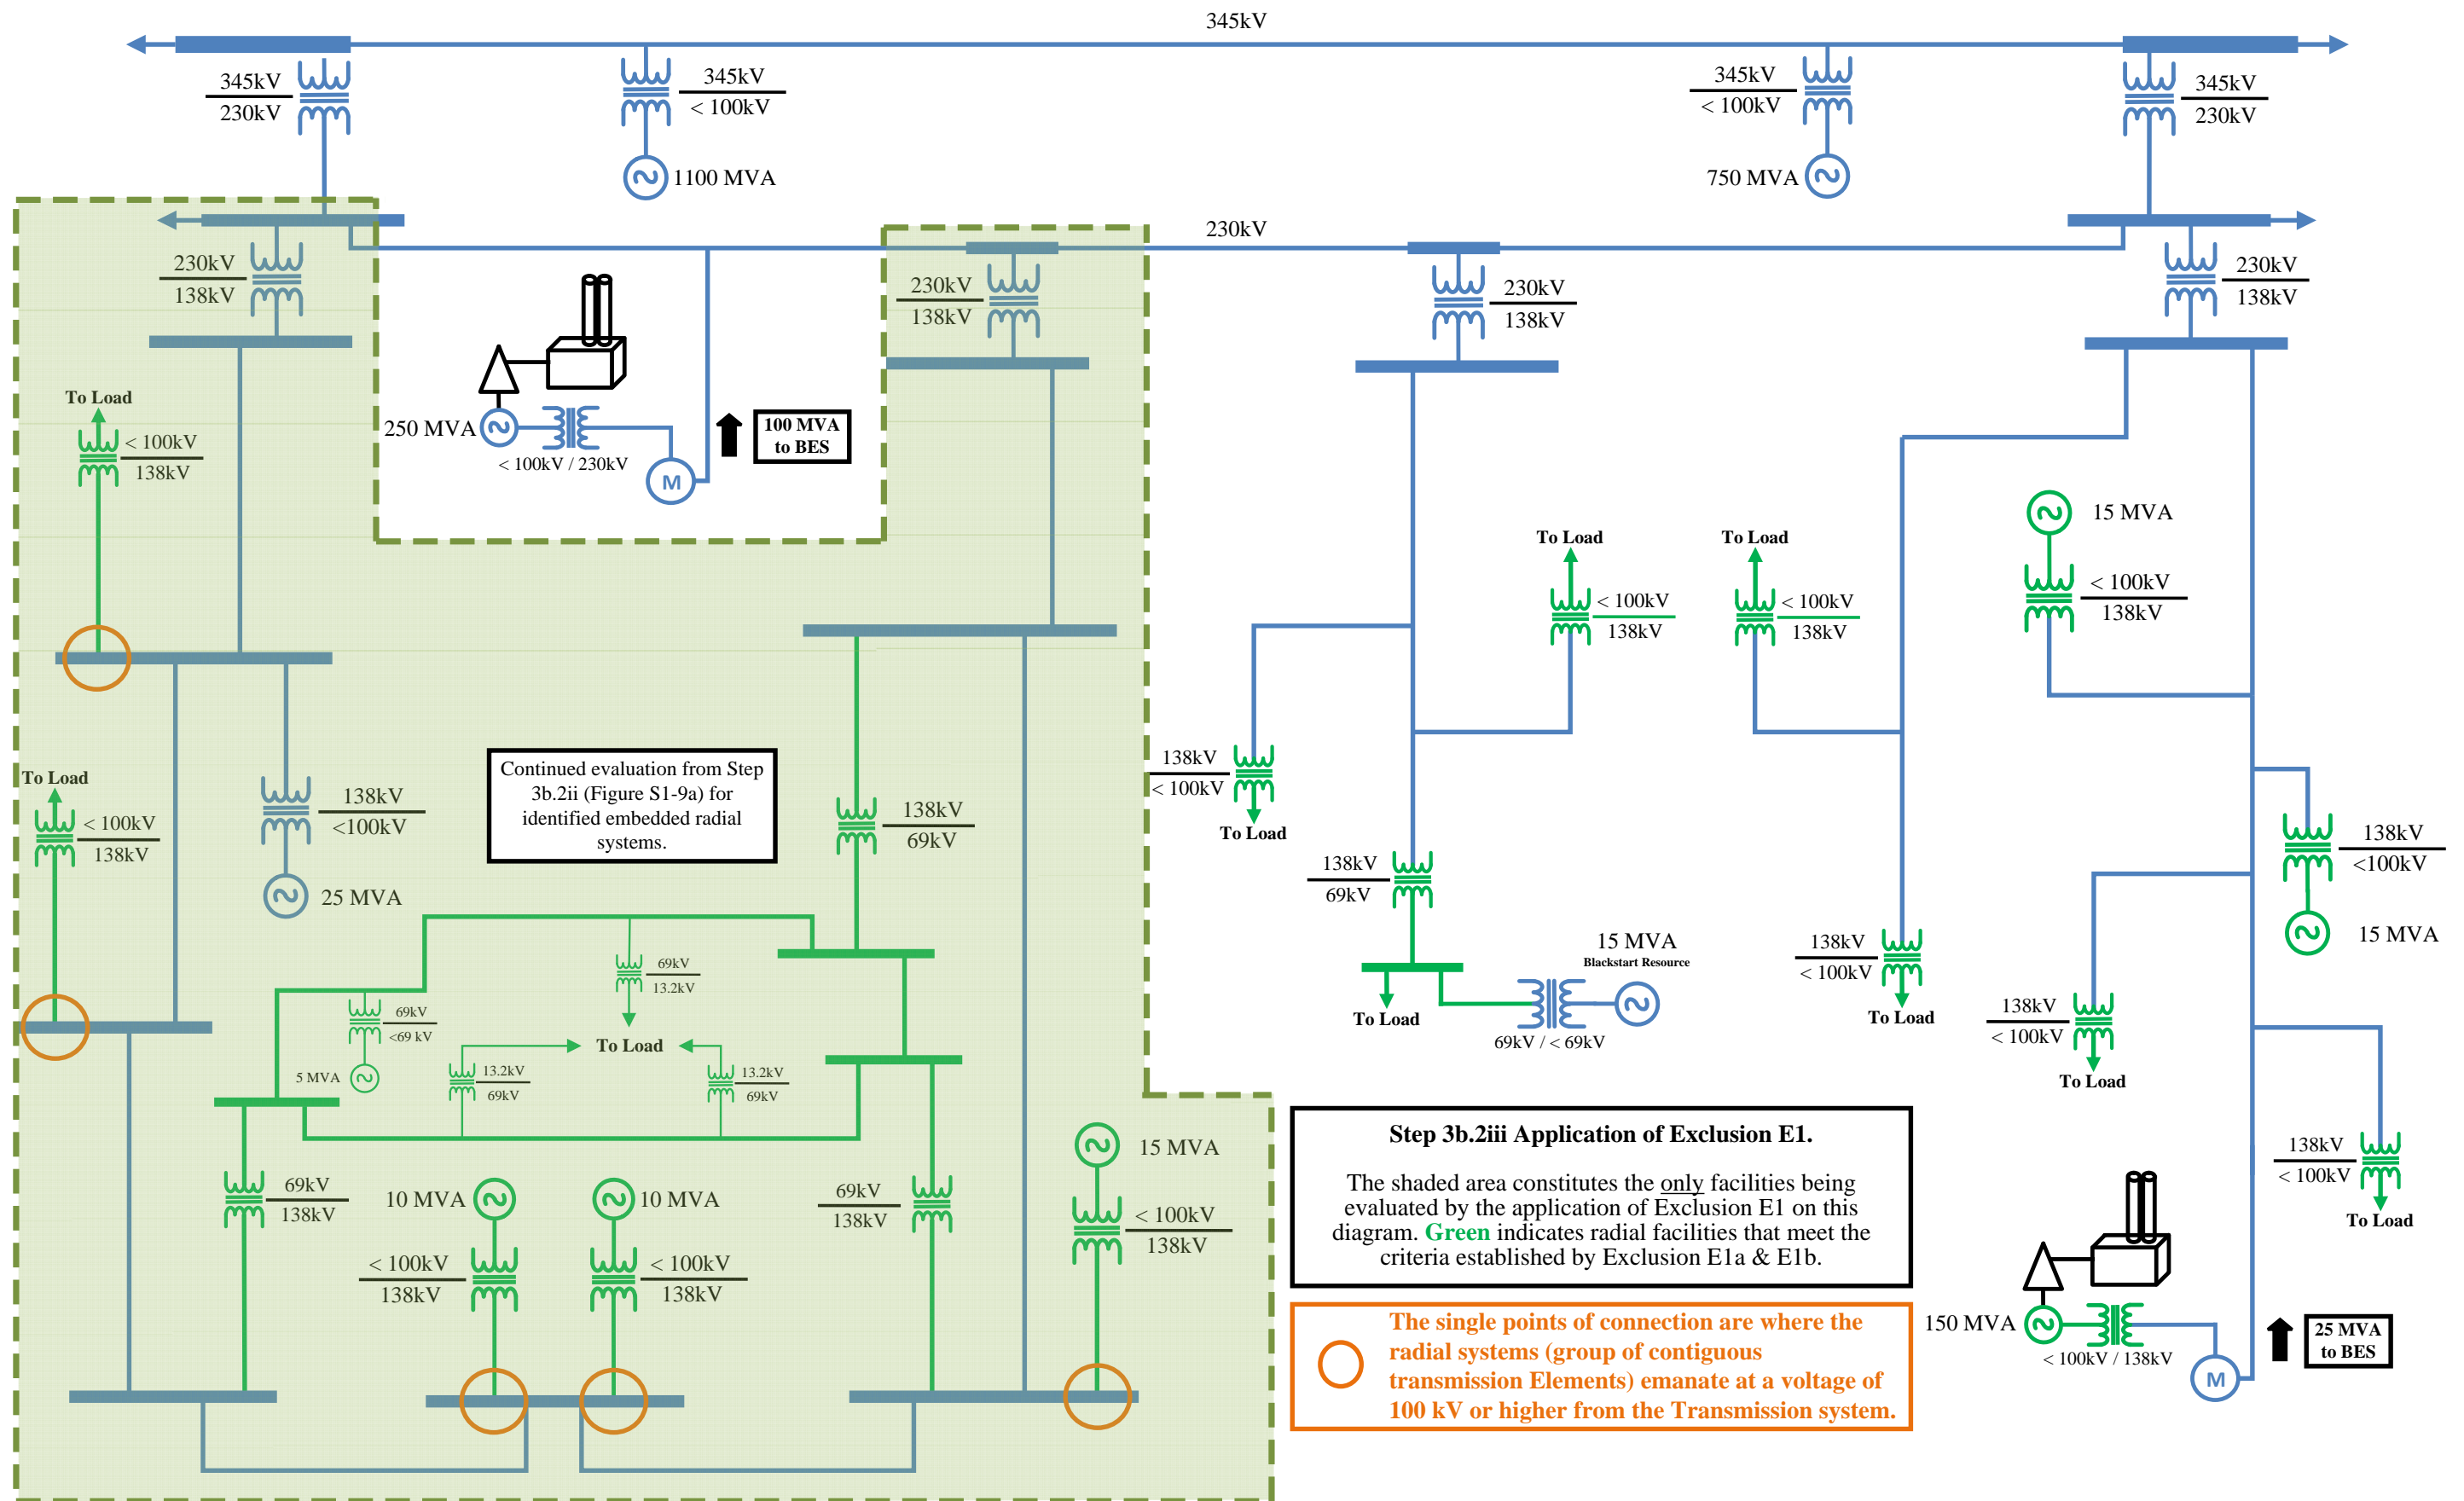 345kV
345kV
230kV
345kV
< 100kV
1100 MVA
345kV
< 100kV
750 MVA
345kV
230kV
230kV
230kV
138kV
230kV
138kV
230kV
138kV
230kV
138kV
250 MVA
< 100kV / 230kV
M
100 MVA
to BES
To Load
< 100kV
138kV
To Load
< 100kV
138kV
138kV
<100kV
25 MVA
Continued evaluation from Step
3b.2ii (Figure S1-9a) for
identified embedded radial
systems.
138kV
69kV
69kV
13.2kV
69kV
<69 kV
5 MVA
To Load
13.2kV
69kV
13.2kV
69kV
69kV
138kV
10 MVA
< 100kV
138kV
10 MVA
< 100kV
138kV
69kV
138kV
15 MVA
< 100kV
138kV
To Load
< 100kV
138kV
To Load
< 100kV
138kV
15 MVA
< 100kV
138kV
138kV
< 100kV
To Load
138kV
69kV
To Load
15 MVA
Blackstart Resource
69kV / < 69kV
138kV
< 100kV
To Load
138kV
<100kV
15 MVA
138kV
< 100kV
To Load
138kV
< 100kV
To Load
150 MVA
< 100kV / 138kV
M
25 MVA
to BES
Step 3b.2iii Application of Exclusion E1.
The shaded area constitutes the only facilities being
evaluated by the application of Exclusion E1 on this
diagram. Green indicates radial facilities that meet the
criteria established by Exclusion E1a & E1b.
The single points of connection are where the
radial systems (group of contiguous
transmission Elements) emanate at a voltage of
100 kV or higher from the Transmission system.